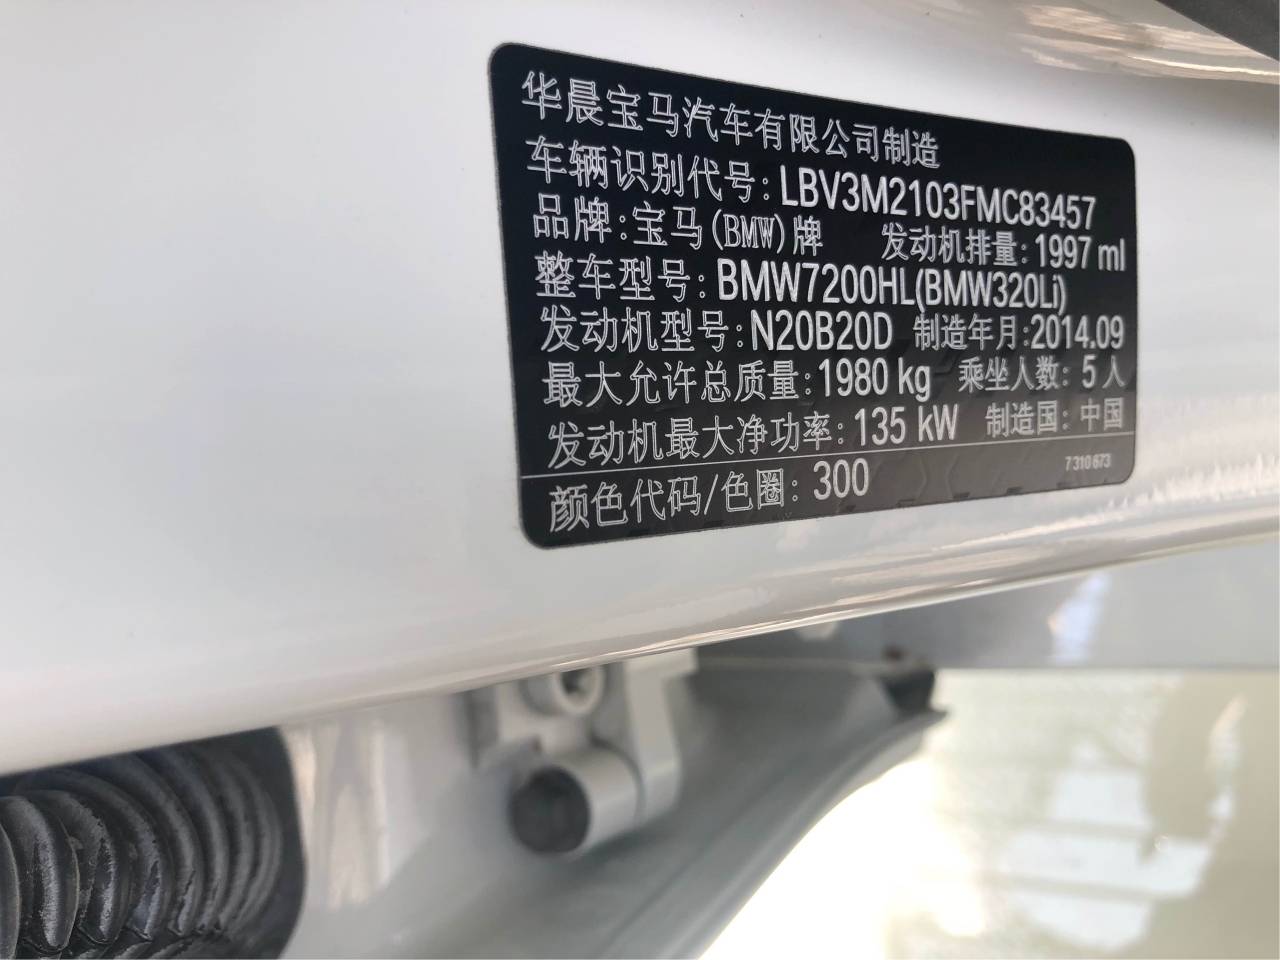 华晨宝马汽车有限公司制造
车辆识别代号: LBV3M2103FMC83457
品牌: 宝马(BMW)牌 发动机排量: 1997 ml
整车型号: BMW7200HL(BMW320Li)
发动机型号: N20B20D 制造年月: 2014.09
最大允许总质量: 1980 kg 乘坐人数: 5 人
发动机最大净功率: 135 kW 制造国: 中国
7310673
颜色代码/色圈: 300